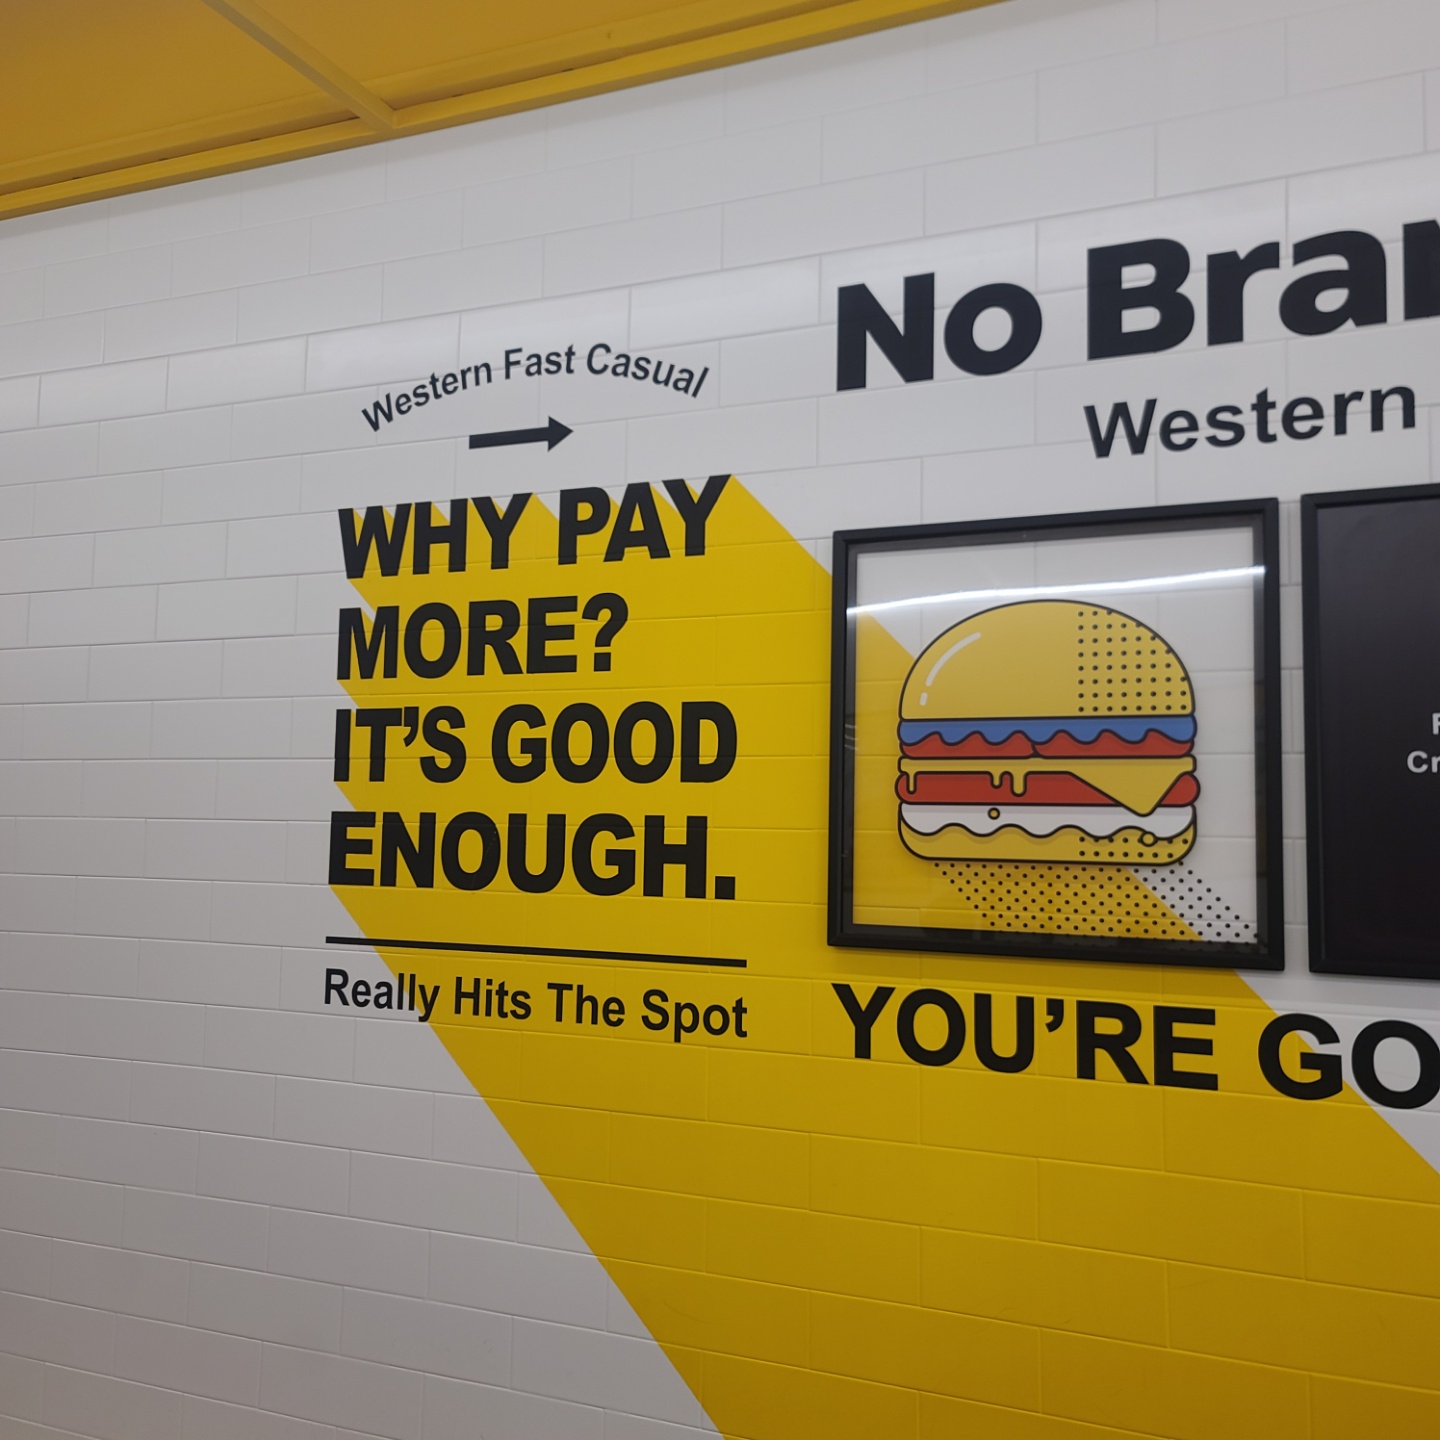 Western Fast Casual
WHY PAY
MORE?
IT'S GOOD
ENOUGH.
Really Hits The Spot
No Bra
Western
YOU'RE GO
Cr